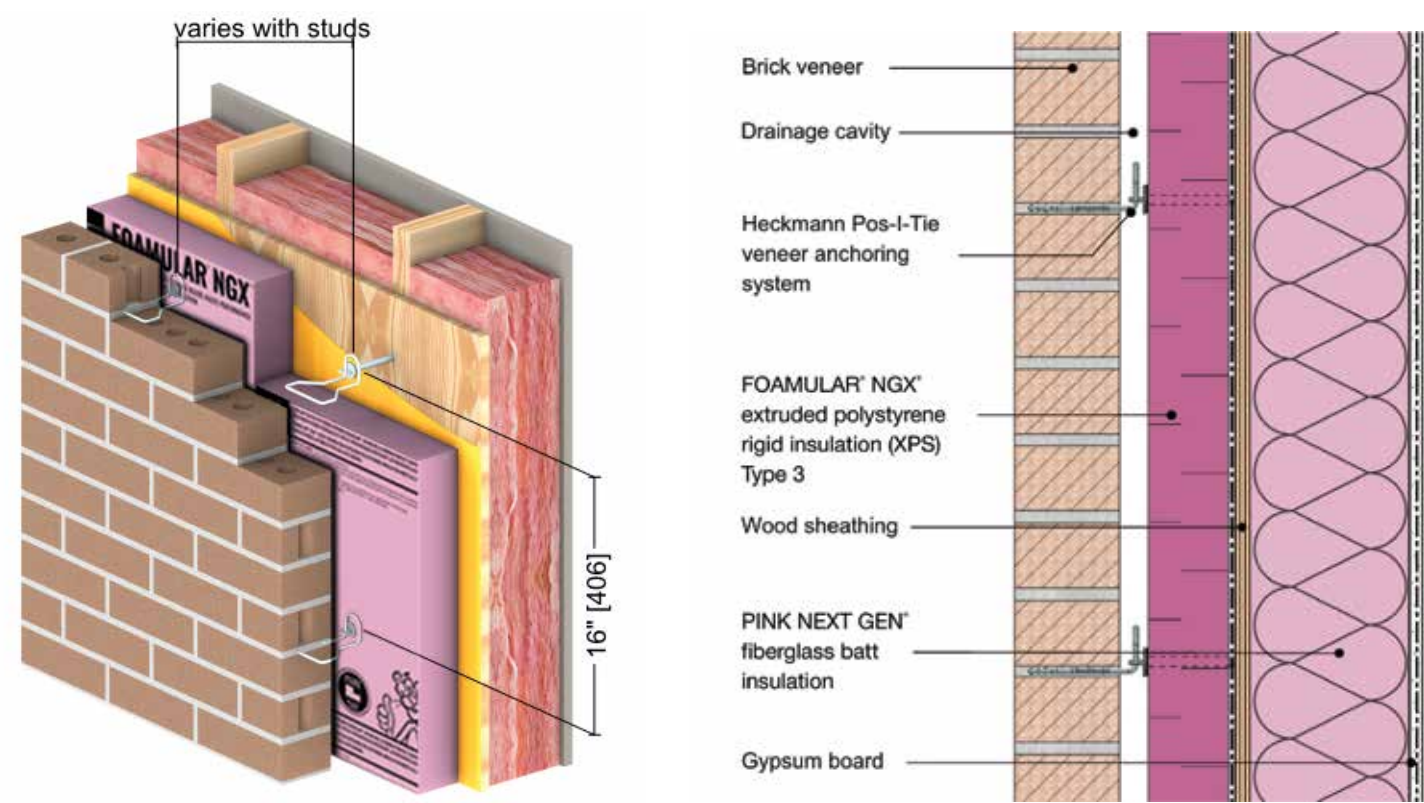 varies with studs
FOAMULAR NGX
16" [406]
Brick veneer
Drainage cavity
Heckmann Pos-I-Tie
veneer anchoring
system
FOAMULAR® NGX®
extruded polystyrene
rigid insulation (XPS)
Type 3
Wood sheathing
PINK NEXT GEN®
fiberglass batt
insulation
Gypsum board